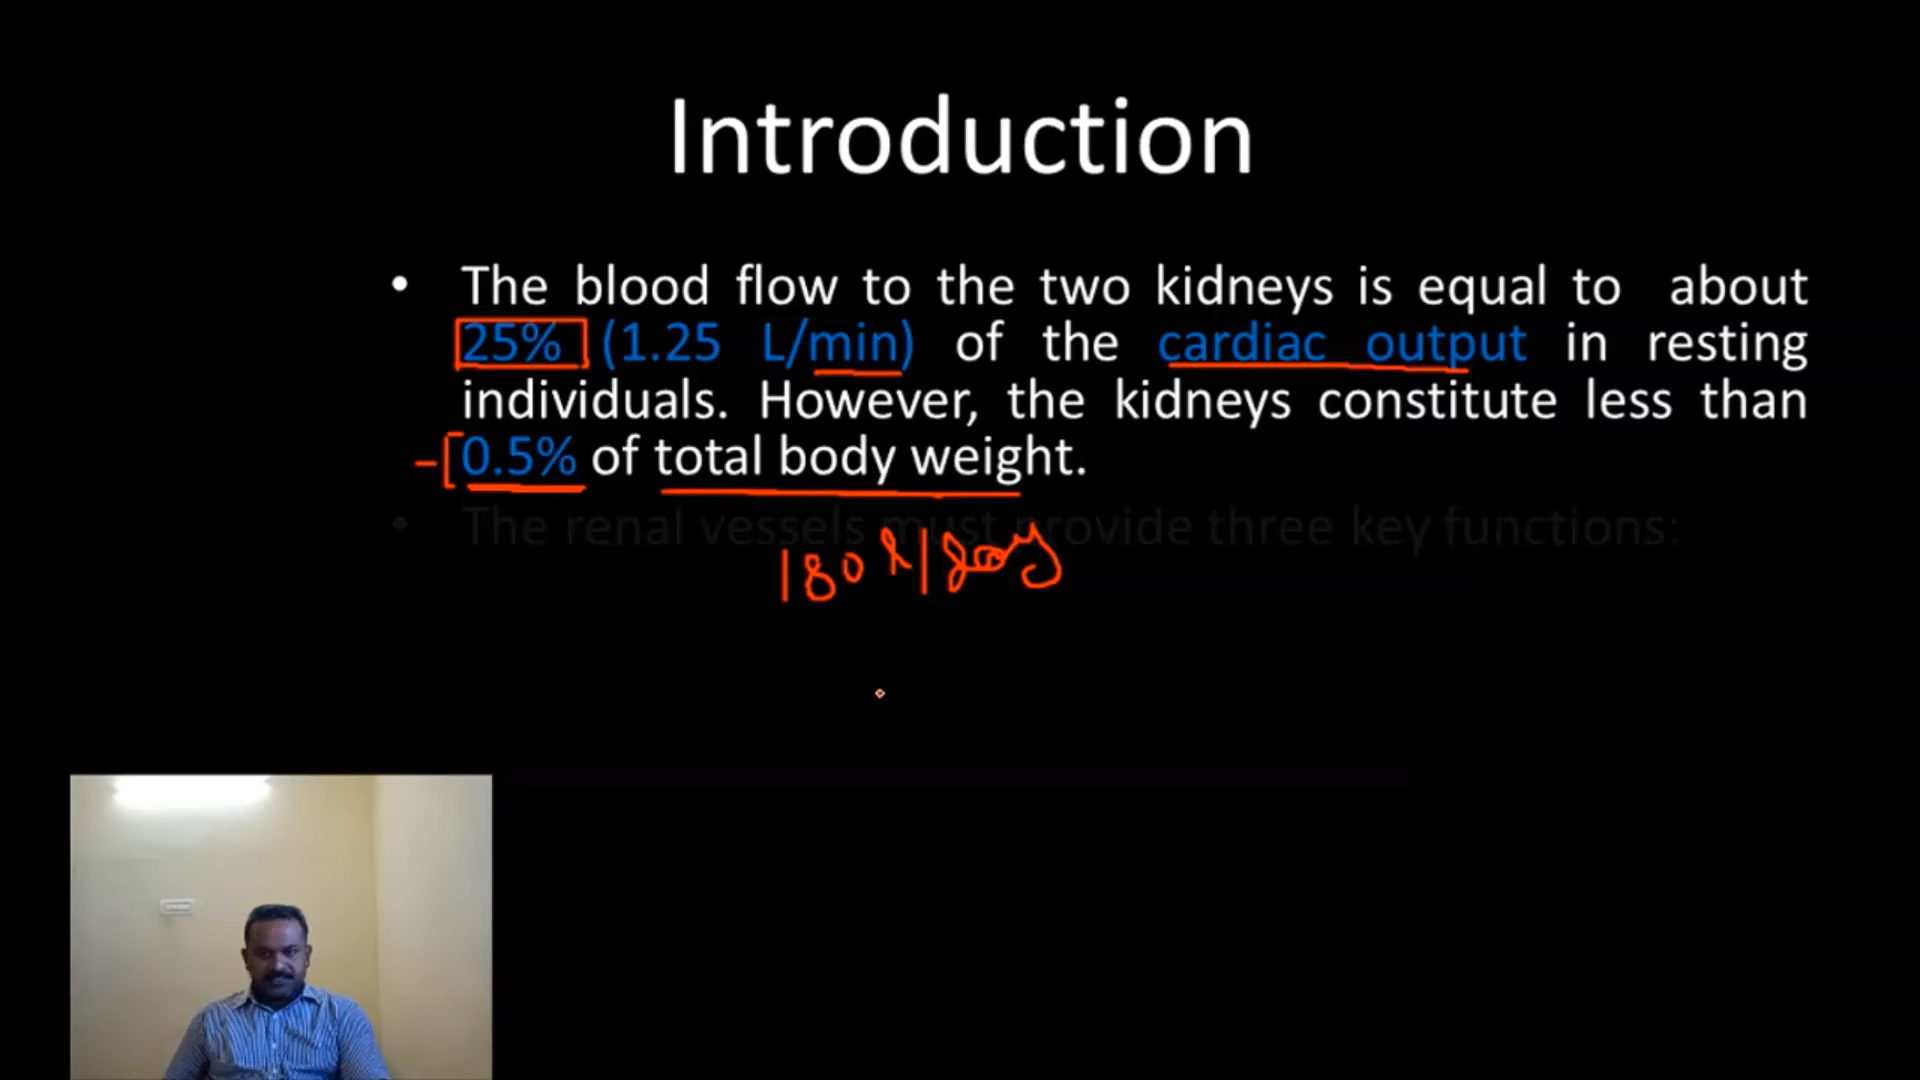 Introduction
• The blood flow to the two kidneys is equal to about
25% (1.25 L/min) of the cardiac output in resting
individuals. However, the kidneys constitute less than
0.5% of total body weight.
• The renal vessels must provide three key functions:
180 l/day